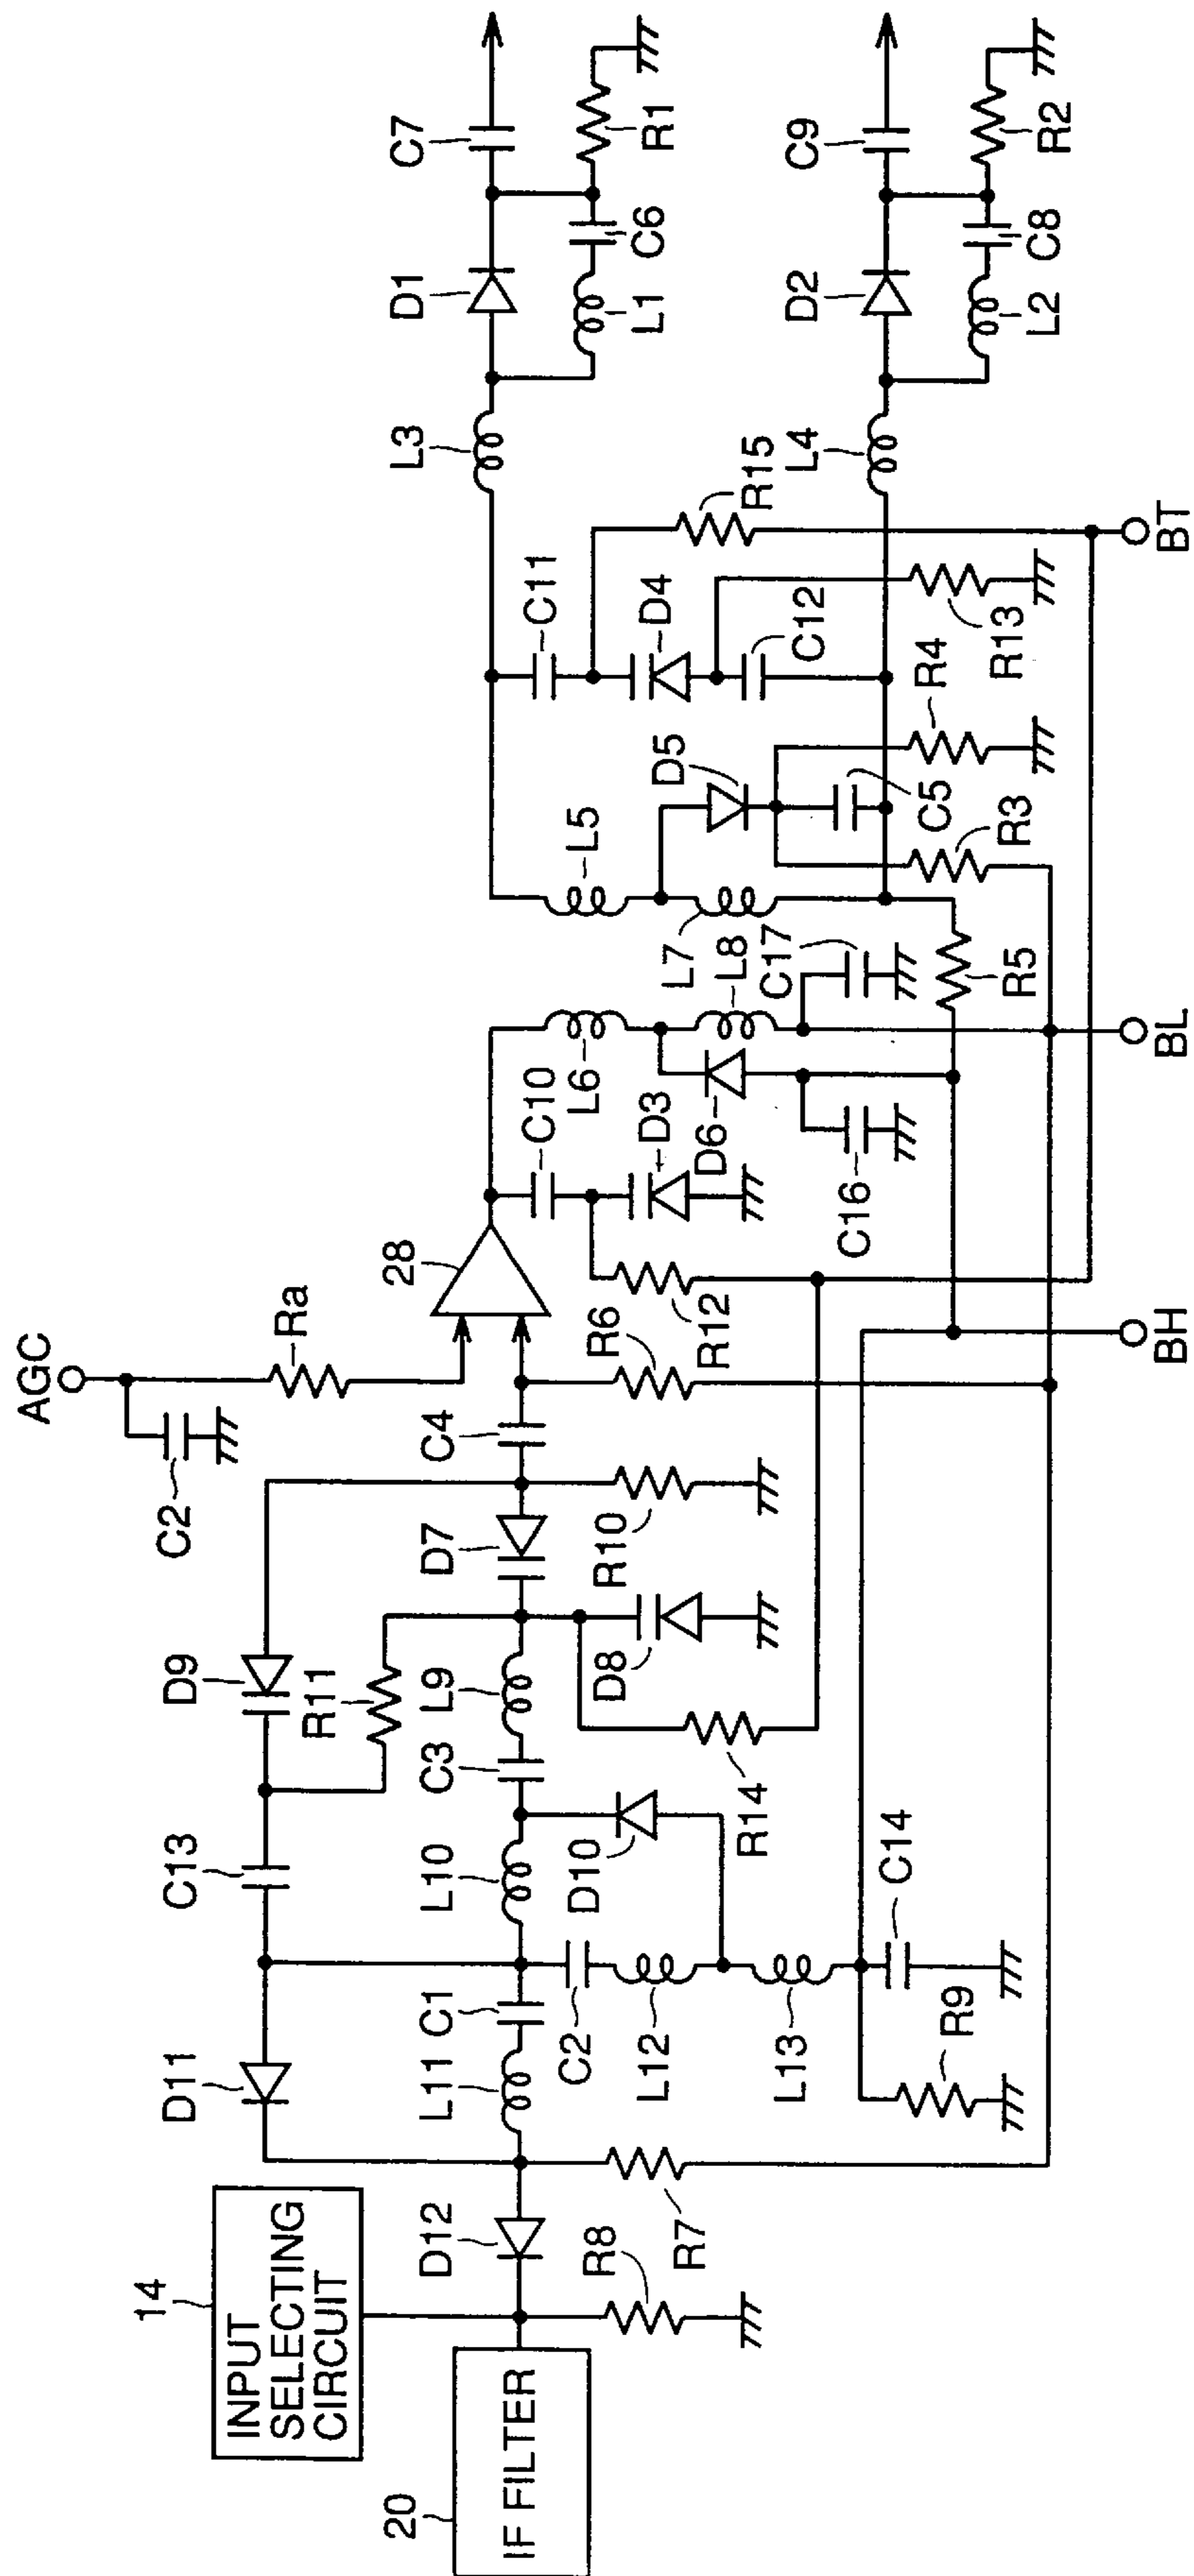 AGC
C2
Ra
28
14
INPUT
SELECTING
CIRCUIT
20
IF FILTER
D12
R8
R7
D11
L11
C1
C2
L12
L13
R9
C14
C13
L10
D10
C3
L9
R11
D9
R14
D8
D7
R10
C4
R6
R12
C10
D3
L6
D6
C16
L8
C17
L7
L5
D5
R5
R3
C5
R4
C11
D4
C12
R13
R15
L3
L4
D1
L1
C6
C7
R1
D2
L2
C8
C9
R2
BH
BL
BT